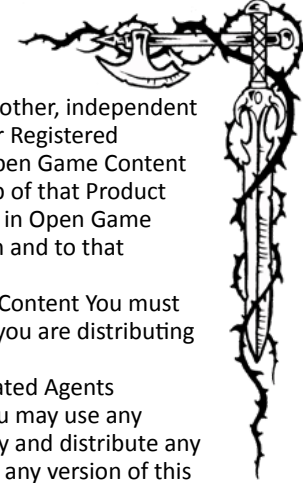 other, independent
r Registered
pen Game Content
p of that Product
in Open Game
n and to that
Content You must
you are distributing
ated Agents
u may use any
y and distribute any
any version of this